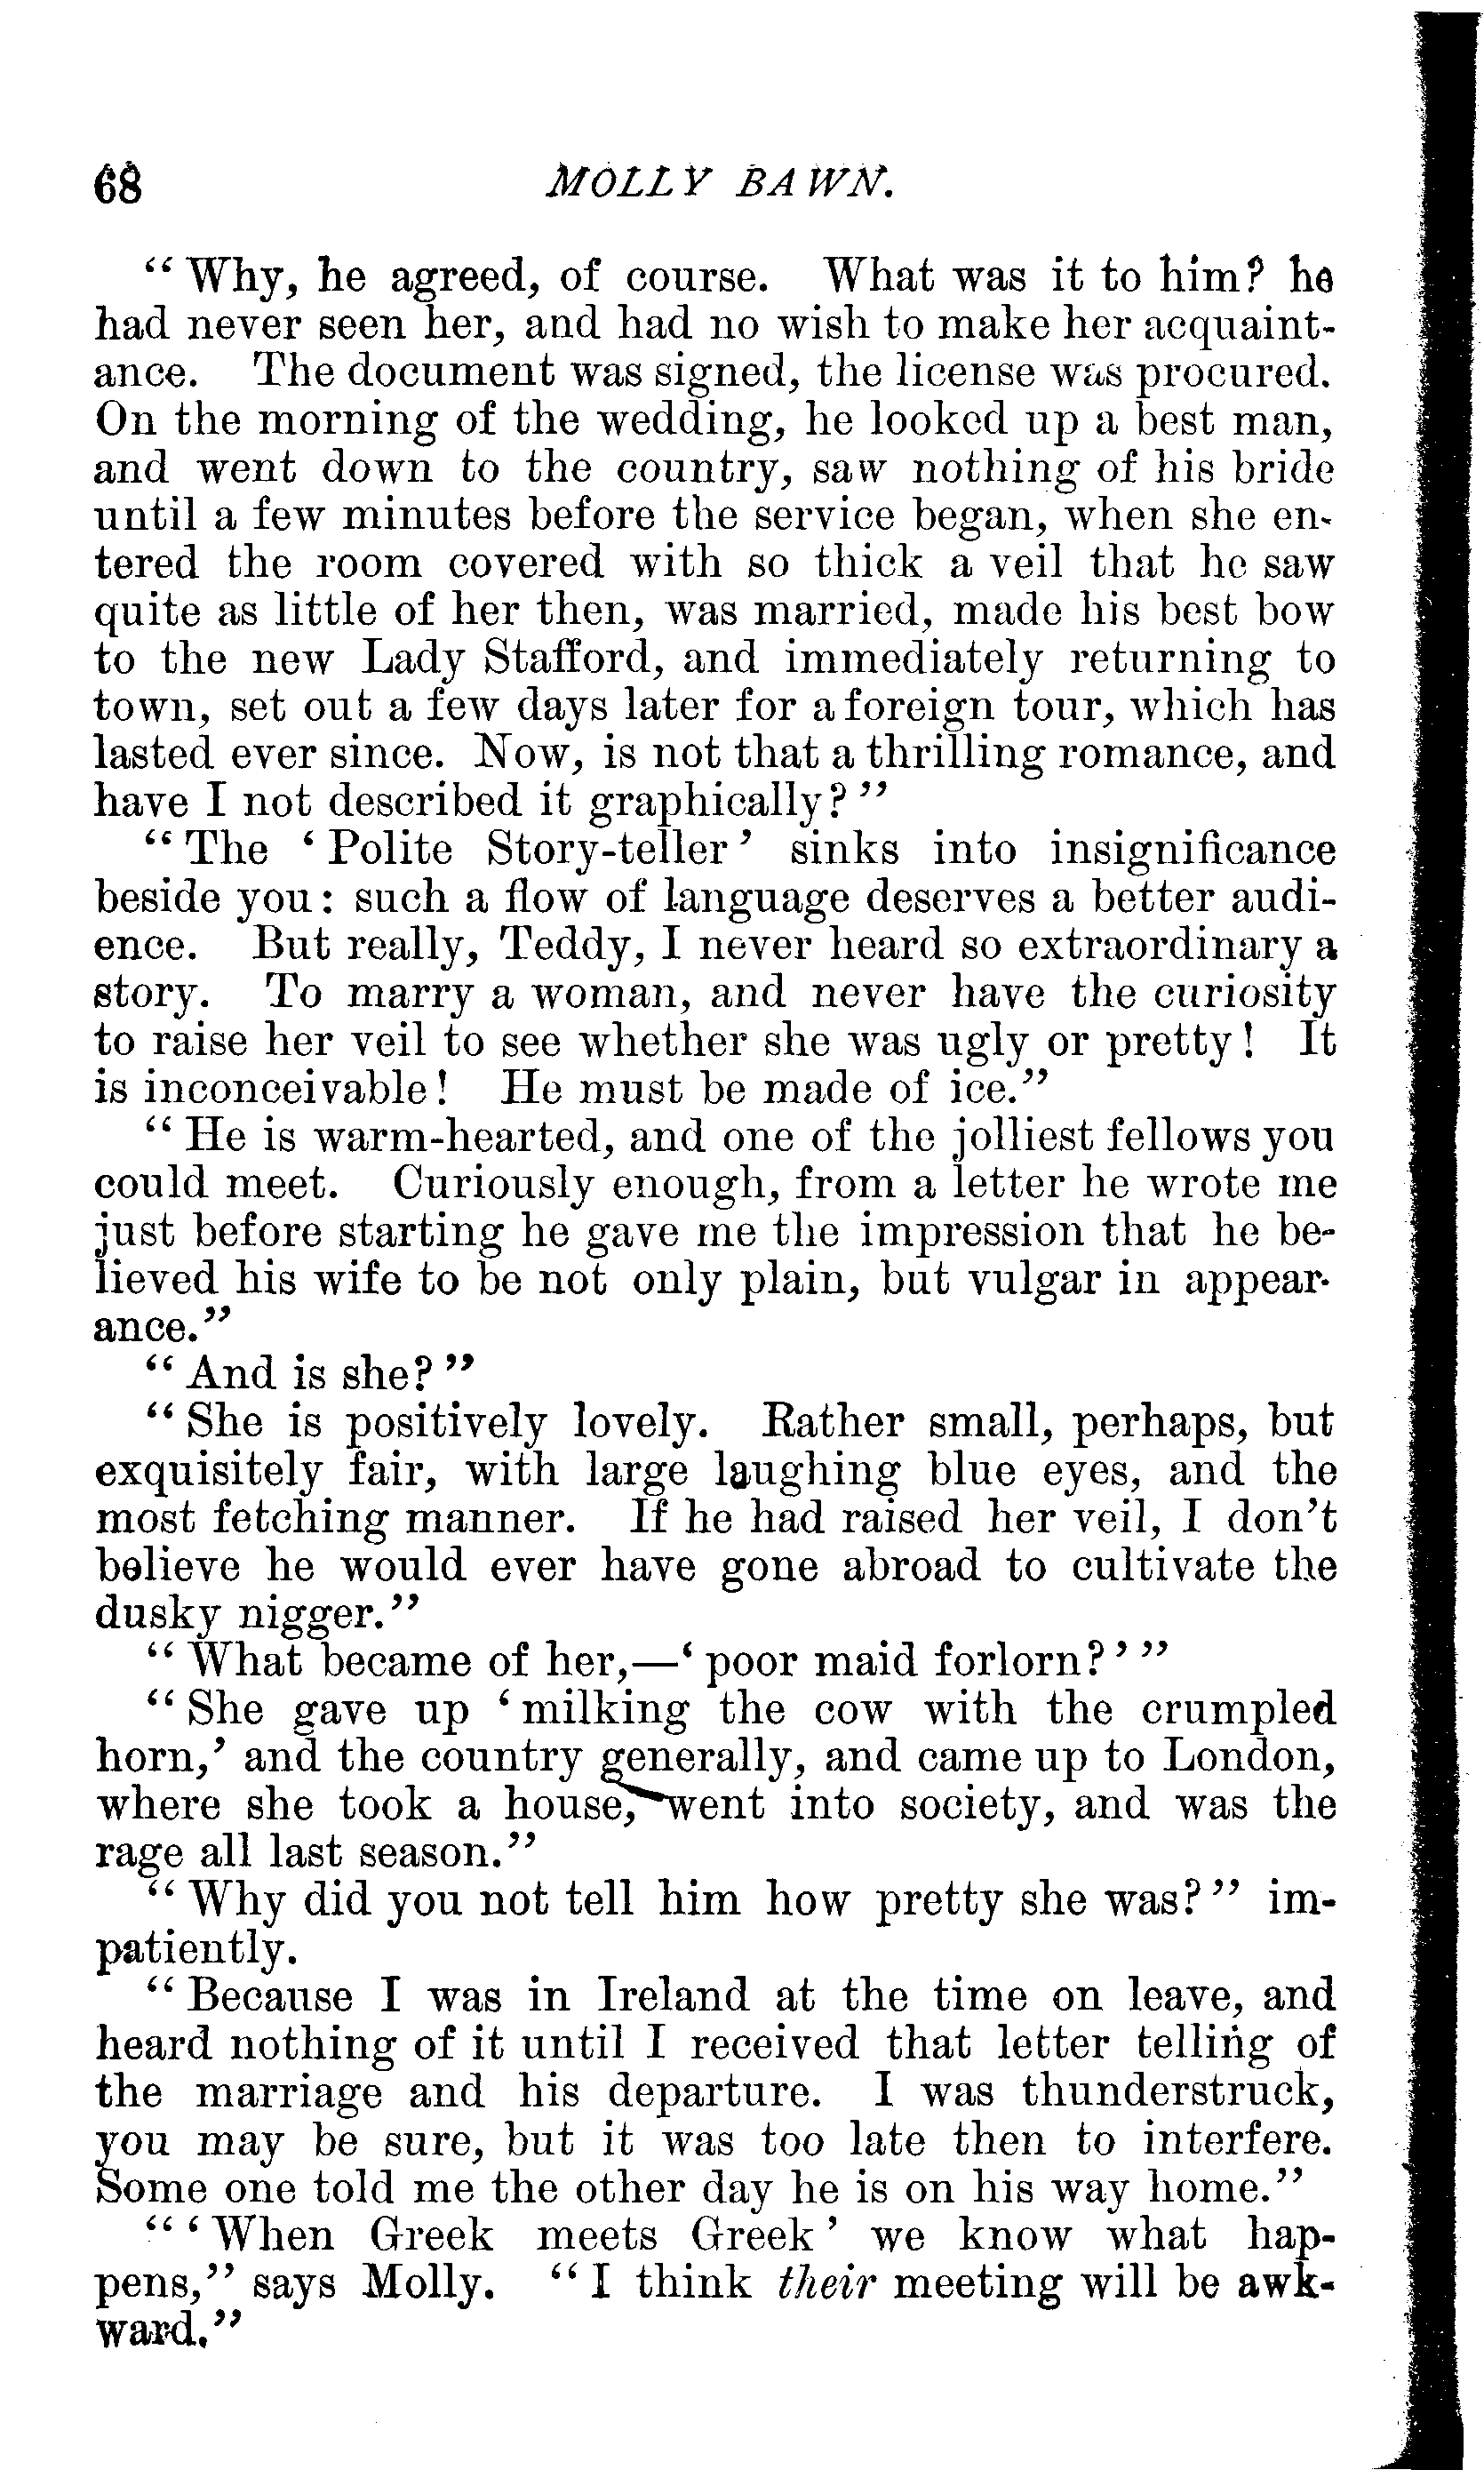 68 MOLLY BAWN.
“Why, he agreed, of course. What was it to him? he
had never seen her, and had no wish to make her acquaint-
ance. The document was signed, the license was procured.
On the morning of the wedding, he looked up a best man,
and went down to the country, saw nothing of his bride
until a few minutes before the service began, when she en-
tered the room covered with so thick a veil that he saw
quite as little of her then, was married, made his best bow
to the new Lady Stafford, and immediately returning to
town, set out a few days later for a foreign tour, which has
lasted ever since. Now, is not that a thrilling romance, and
have I not described it graphically?”
“The ‘Polite Story-teller’ sinks into insignificance
beside you: such a flow of language deserves a better audi-
ence. But really, Teddy, I never heard so extraordinary a
story. To marry a woman, and never have the curiosity
to raise her veil to see whether she was ugly or pretty! It
is inconceivable! He must be made of ice.”
“He is warm-hearted, and one of the jolliest fellows you
could meet. Curiously enough, from a letter he wrote me
just before starting he gave me the impression that he be-
lieved his wife to be not only plain, but vulgar in appear-
ance.”
“And is she?”
“She is positively lovely. Rather small, perhaps, but
exquisitely fair, with large laughing blue eyes, and the
most fetching manner. If he had raised her veil, I don’t
believe he would ever have gone abroad to cultivate the
dusky nigger.”
“What became of her,—‘poor maid forlorn?’”
“She gave up ‘milking the cow with the crumpled
horn,’ and the country generally, and came up to London,
where she took a house, went into society, and was the
rage all last season.”
“Why did you not tell him how pretty she was?” im-
patiently.
“Because I was in Ireland at the time on leave, and
heard nothing of it until I received that letter telling of
the marriage and his departure. I was thunderstruck,
you may be sure, but it was too late then to interfere.
Some one told me the other day he is on his way home.”
“‘When Greek meets Greek’ we know what hap-
pens,” says Molly. “I think their meeting will be awk-
ward.”